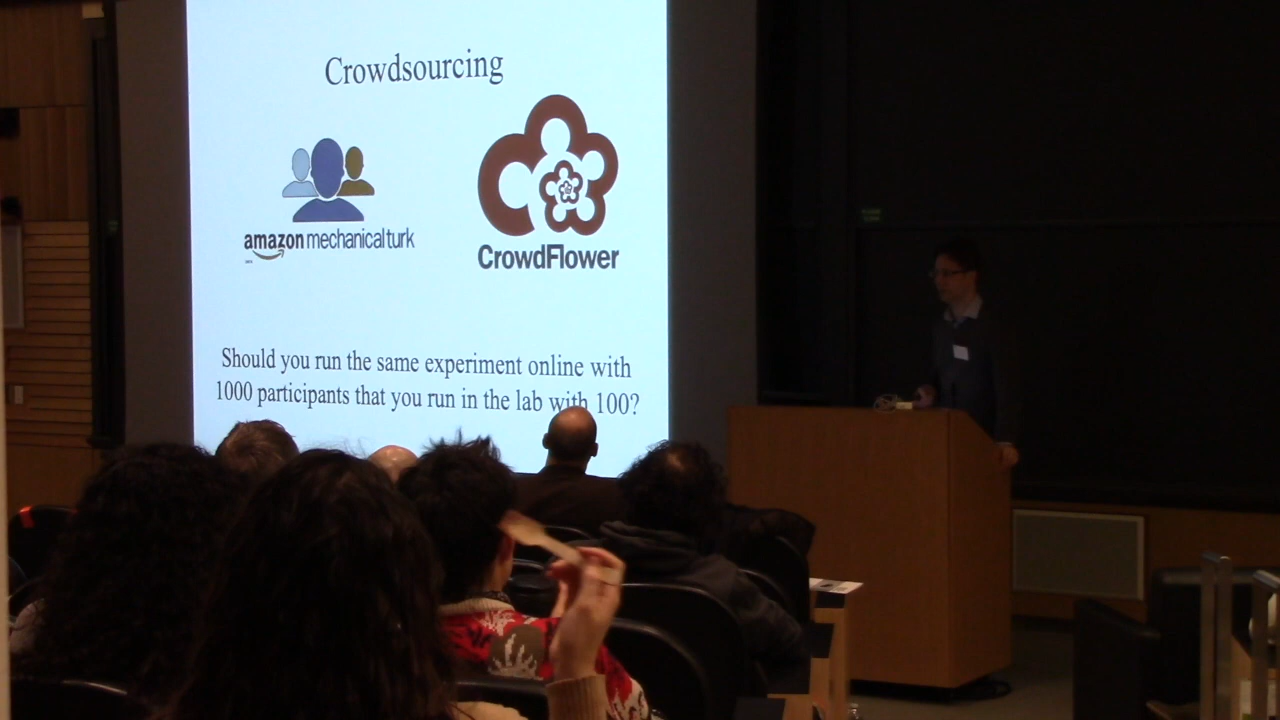 Crowdsourcing
amazon mechanical turk
CrowdFlower
Should you run the same experiment online with
1000 participants that you run in the lab with 100?